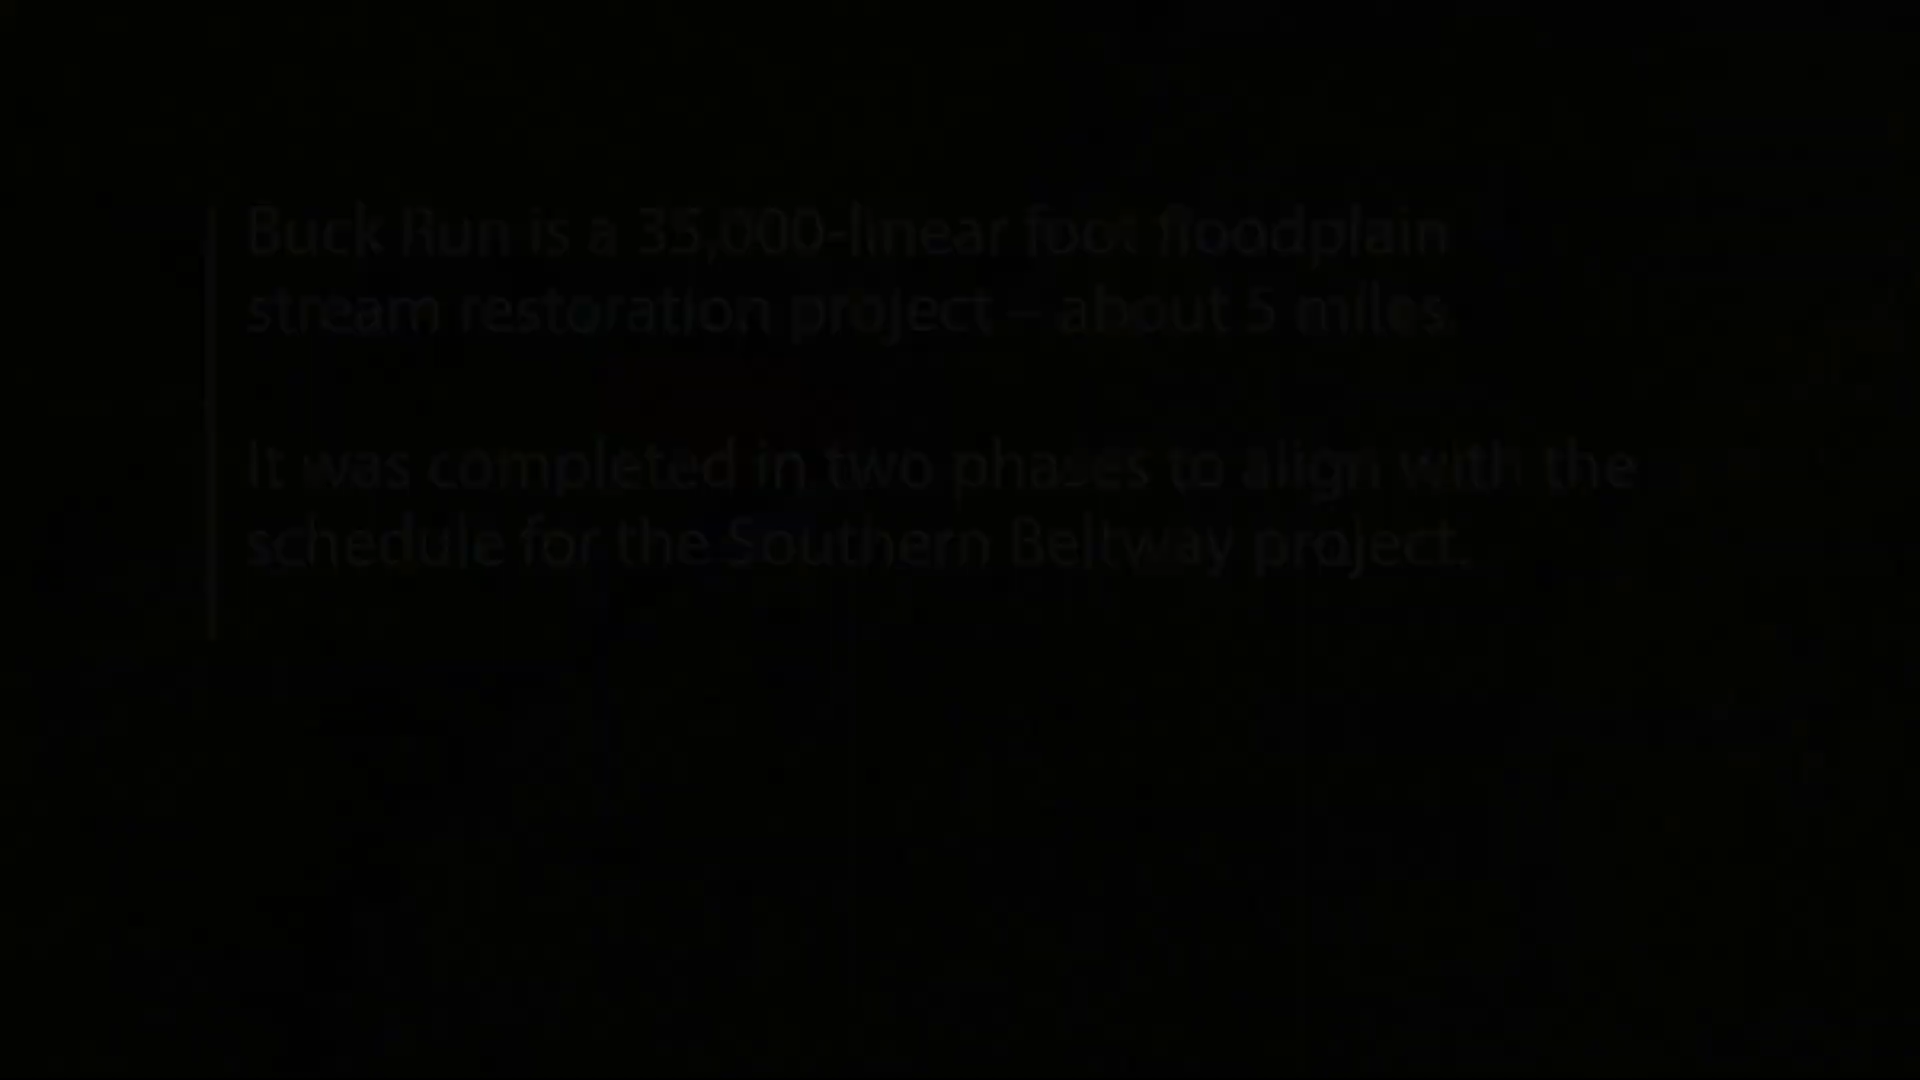 Buck Run is a 35,000-linear foot floodplain
stream restoration project – about 5 miles
It was completed in two phases to align with the
schedule for the Southern Beltway project.